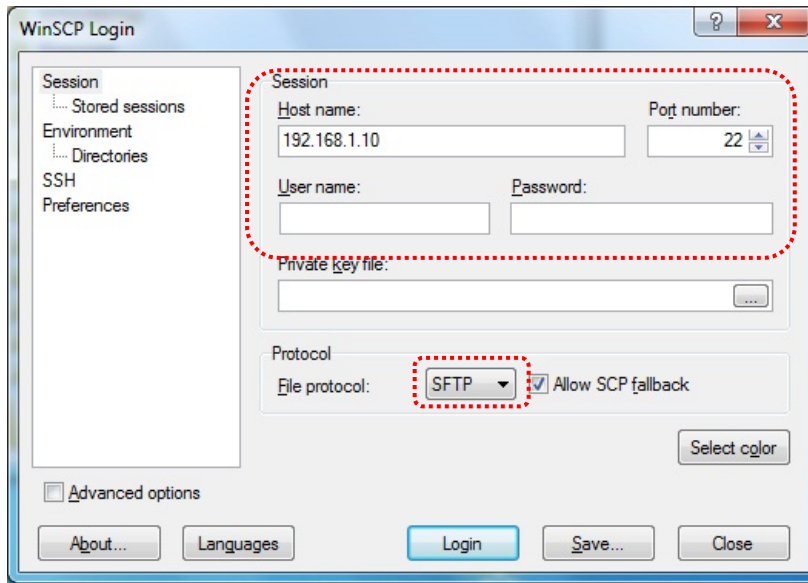 WinSCP Login
Session
Stored sessions
Environment
Directories
SSH
Preferences
Session
Host name: Port number:
192.168.1.10 22
User name: Password:
Private key file:
...
Protocol
File protocol: SFTP Allow SCP fallback
Select color
Advanced options
About... Languages Login Save... Close